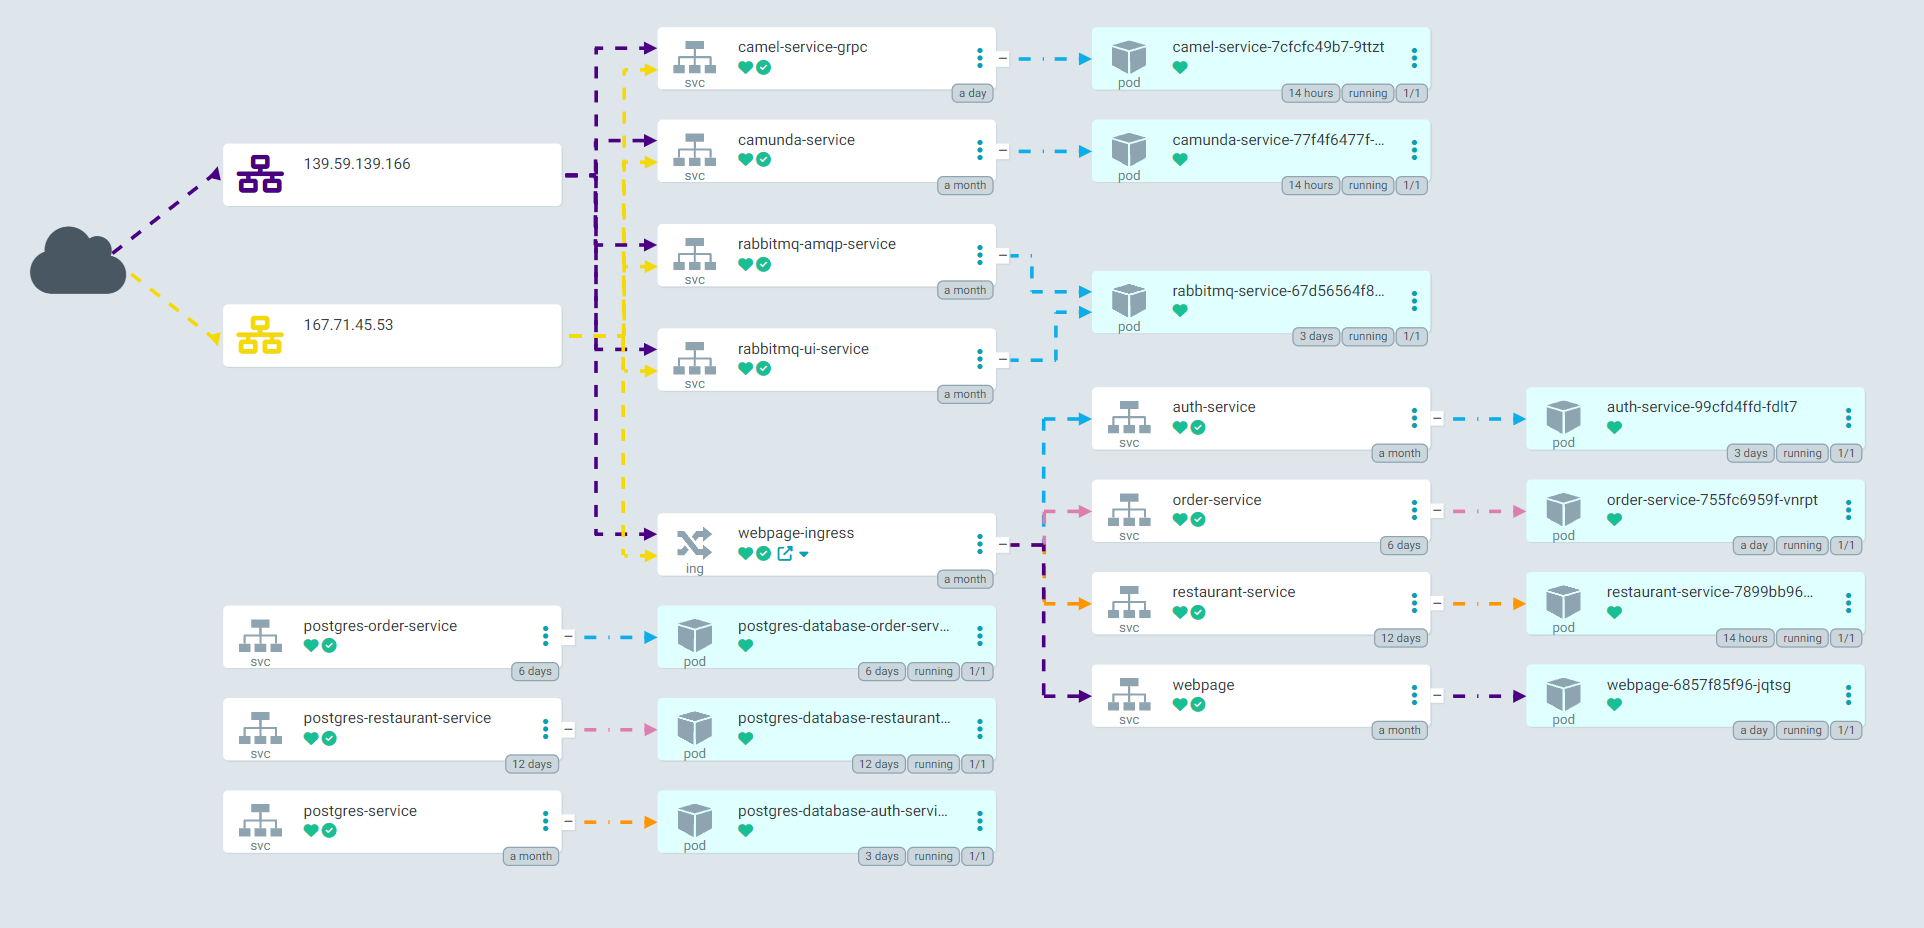 camel-service-grpc
svc
a day
camel-service-7cfcfc49b7-9ttzt
pod
14 hours running 1/1
camunda-service
svc
a month
camunda-service-77f4f6477f-...
pod
14 hours running 1/1
139.59.139.166
rabbitmq-amqp-service
svc
a month
rabbitmq-service-67d56564f8...
pod
3 days running 1/1
167.71.45.53
rabbitmq-ui-service
svc
a month
auth-service
svc
a month
auth-service-99cfd4ffd-fdlt7
pod
3 days running 1/1
order-service
svc
6 days
order-service-755fc6959f-vnrpt
pod
a day running 1/1
webpage-ingress
ing
a month
restaurant-service
svc
12 days
restaurant-service-7899bb96...
pod
14 hours running 1/1
postgres-order-service
svc
6 days
postgres-database-order-serv...
pod
6 days running 1/1
webpage
svc
a month
webpage-6857f85f96-jqtsg
pod
a day running 1/1
postgres-restaurant-service
svc
12 days
postgres-database-restaurant...
pod
12 days running 1/1
postgres-service
svc
a month
postgres-database-auth-servi...
pod
3 days running 1/1